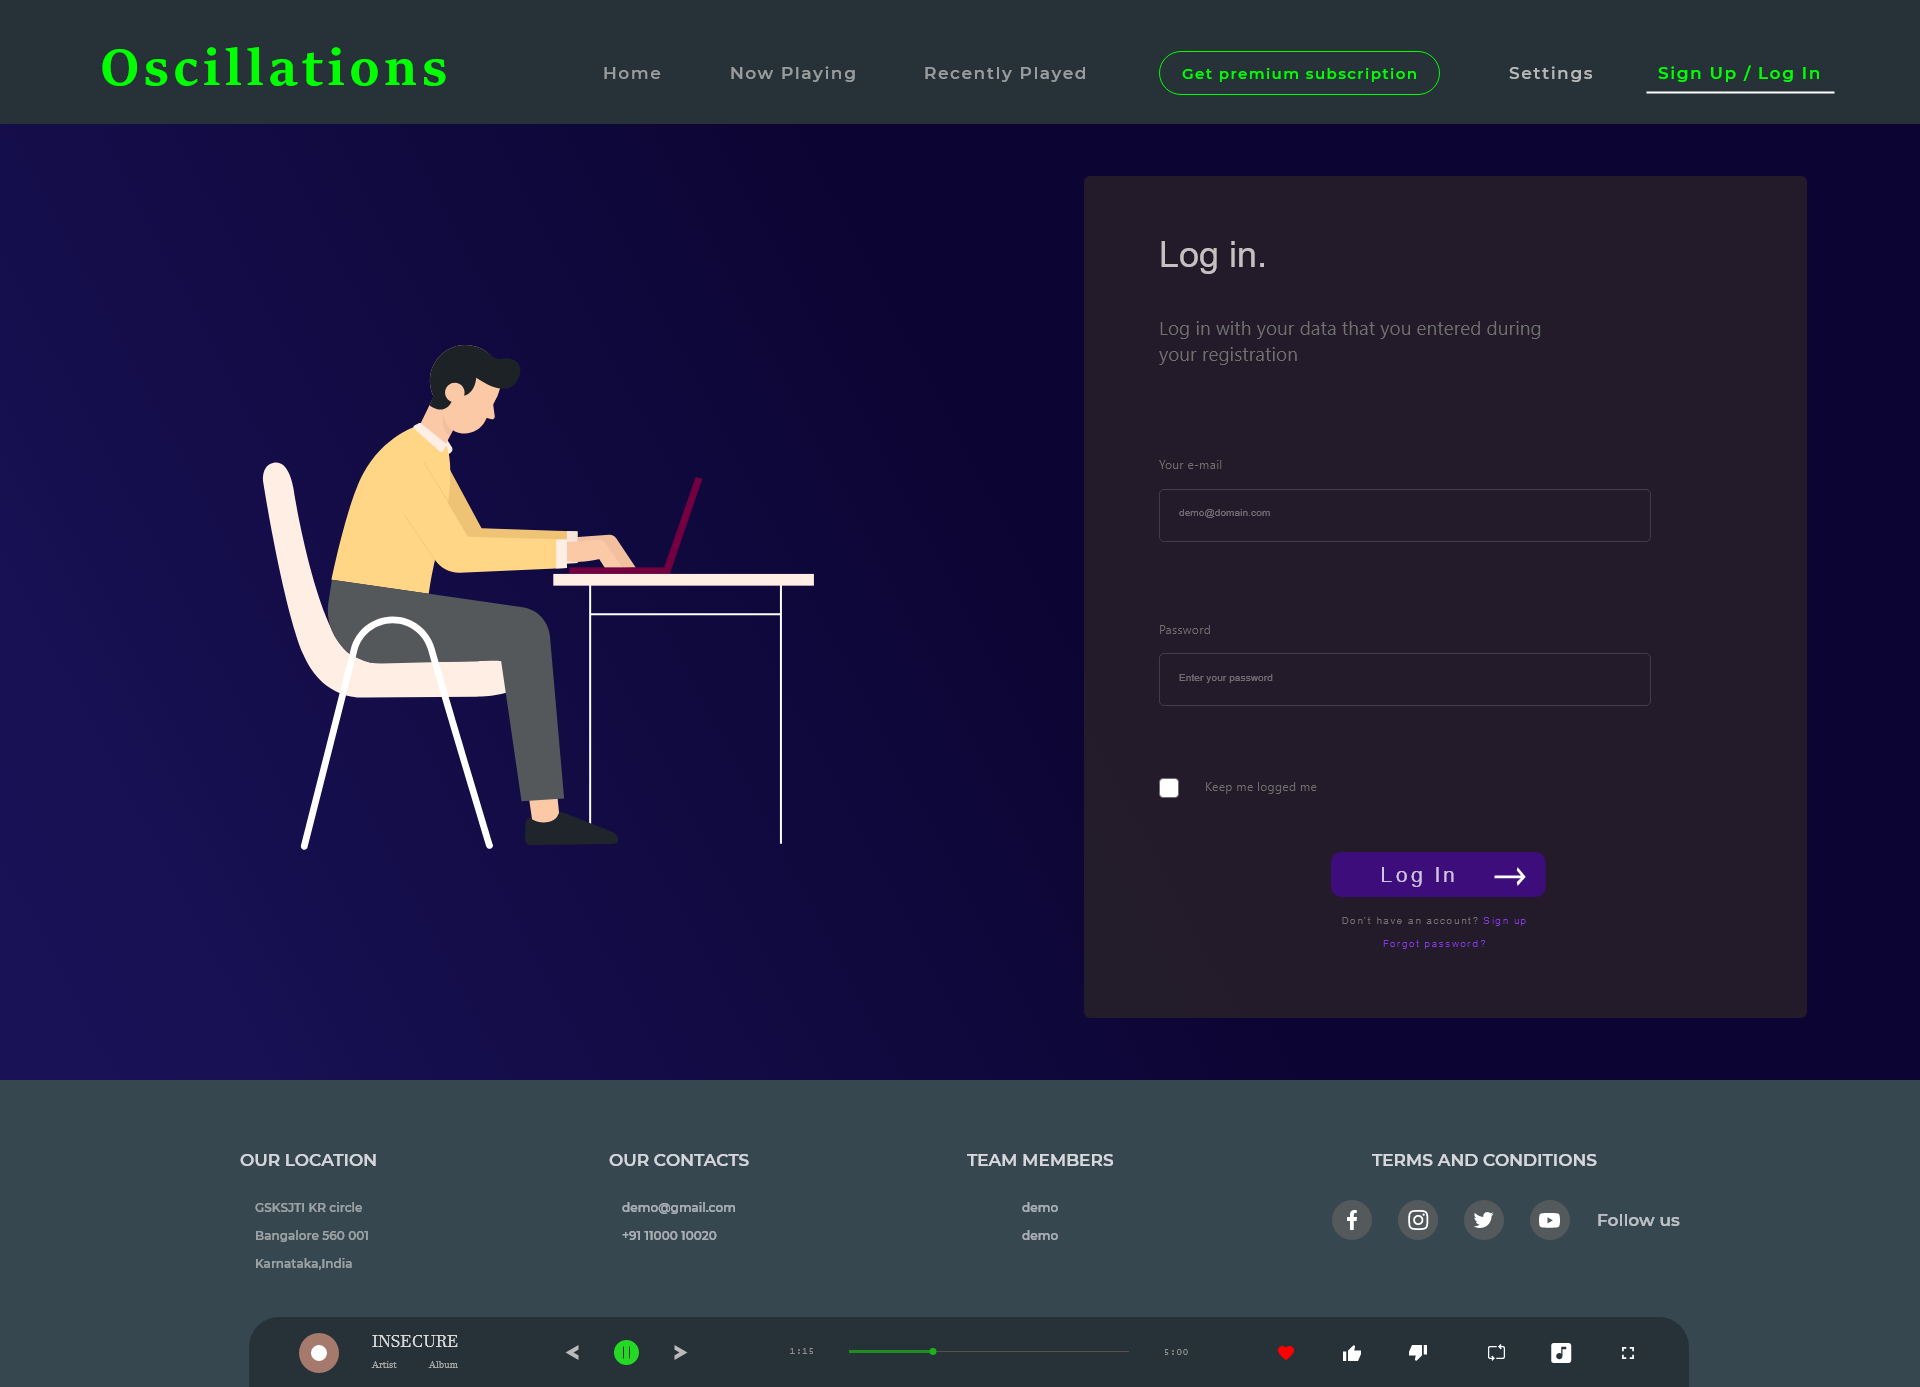 Oscillations
Home
Now Playing
Recently Played
Get premium subscription
Settings
Sign Up / Log In
Log in.
Log in with your data that you entered during
your registration
Your e-mail
demo@domain.com
Password
Enter your password
Keep me logged me
Log In
Don't have an account? Sign up
Forgot password?
OUR LOCATION
GSKSJTI KR circle
Bangalore 560 001
Karnataka,India
OUR CONTACTS
demo@gmail.com
+91 11000 10020
TEAM MEMBERS
demo
demo
TERMS AND CONDITIONS
Follow us
INSECURE
Artist Album
1:15
5:00